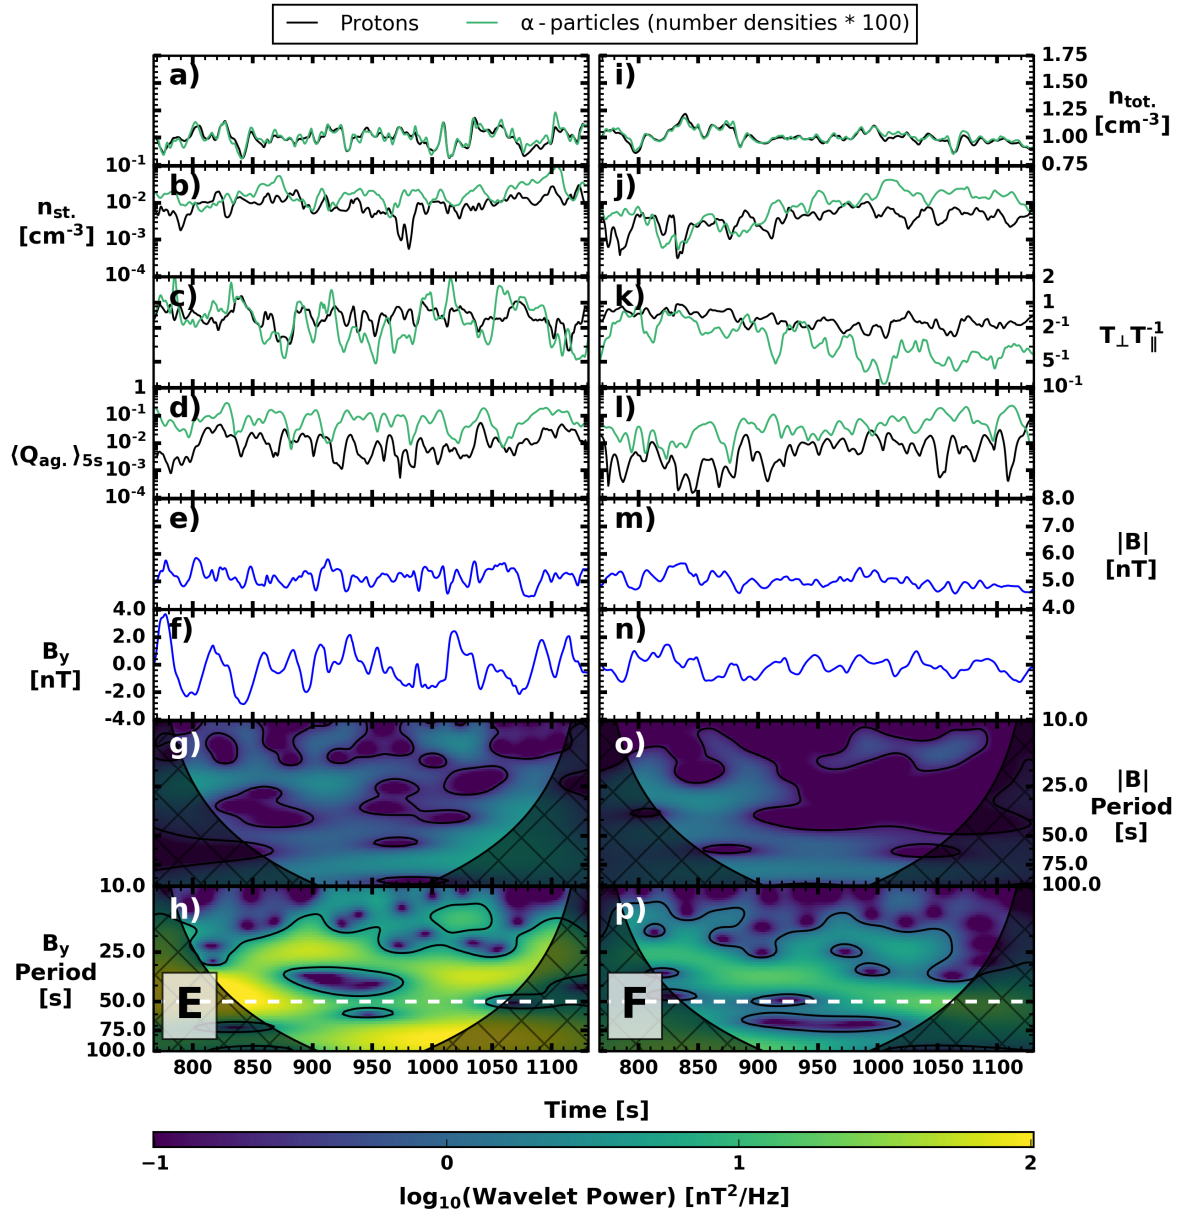 Protons α-particles (number densities * 100)
a) i)
1.75
1.50
1.25
1.00
0.75
n_tot.
[cm⁻³]
b) j)
n_st.
[cm⁻³]
10⁻¹
10⁻²
10⁻³
10⁻⁴
c) k)
2
1
2⁻¹
5⁻¹
10⁻¹
T⊥T∥⁻¹
d) l)
⟨Q_ag.⟩5s
1
10⁻¹
10⁻²
10⁻³
10⁻⁴
e) m)
8.0
7.0
6.0
5.0
4.0
|B|
[nT]
f) n)
B_y
[nT]
4.0
2.0
0.0
-2.0
-4.0
g) o)
10.0
25.0
50.0
75.0
100.0
|B|
Period
[s]
h) p)
B_y
Period
[s]
10.0
25.0
50.0
75.0
100.0
E F
800 850 900 950 1000 1050 1100 800 850 900 950 1000 1050 1100
Time [s]
−1 0 1 2
log₁₀(Wavelet Power) [nT²/Hz]